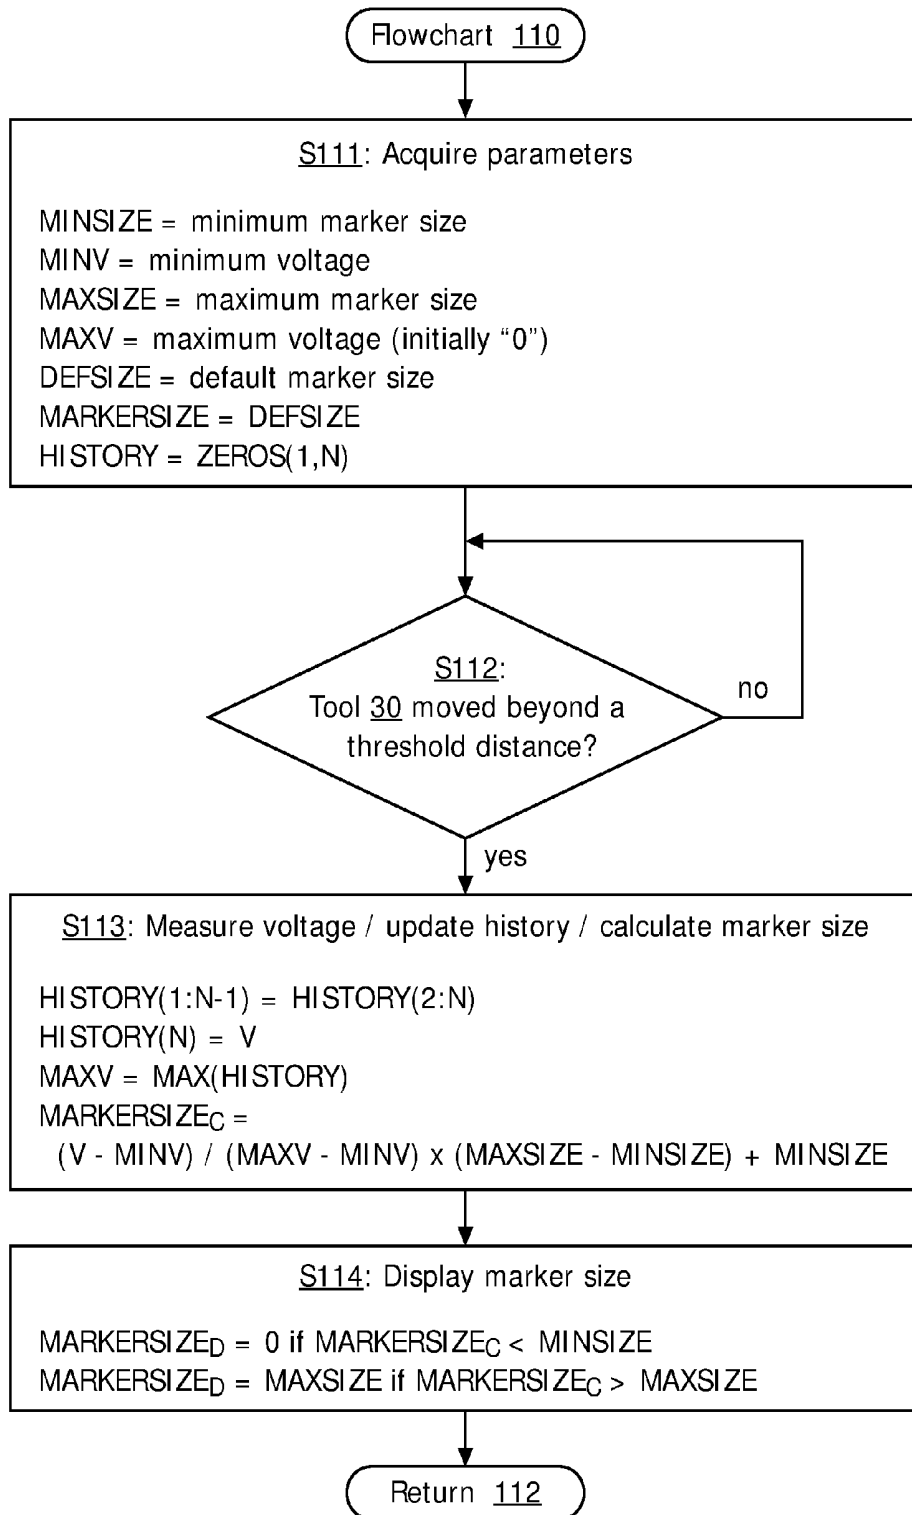 Flowchart 110
S111: Acquire parameters
MINSIZE = minimum marker size
MINV = minimum voltage
MAXSIZE = maximum marker size
MAXV = maximum voltage (initially “0”)
DEFSIZE = default marker size
MARKERSIZE = DEFSIZE
HISTORY = ZEROS(1,N)
S112:
Tool 30 moved beyond a
threshold distance?
no
yes
S113: Measure voltage / update history / calculate marker size
HISTORY(1:N-1) = HISTORY(2:N)
HISTORY(N) = V
MAXV = MAX(HISTORY)
MARKERSIZEC =
(V - MINV) / (MAXV - MINV) x (MAXSIZE - MINSIZE) + MINSIZE
S114: Display marker size
MARKERSIZED = 0 if MARKERSIZEC < MINSIZE
MARKERSIZED = MAXSIZE if MARKERSIZEC > MAXSIZE
Return 112